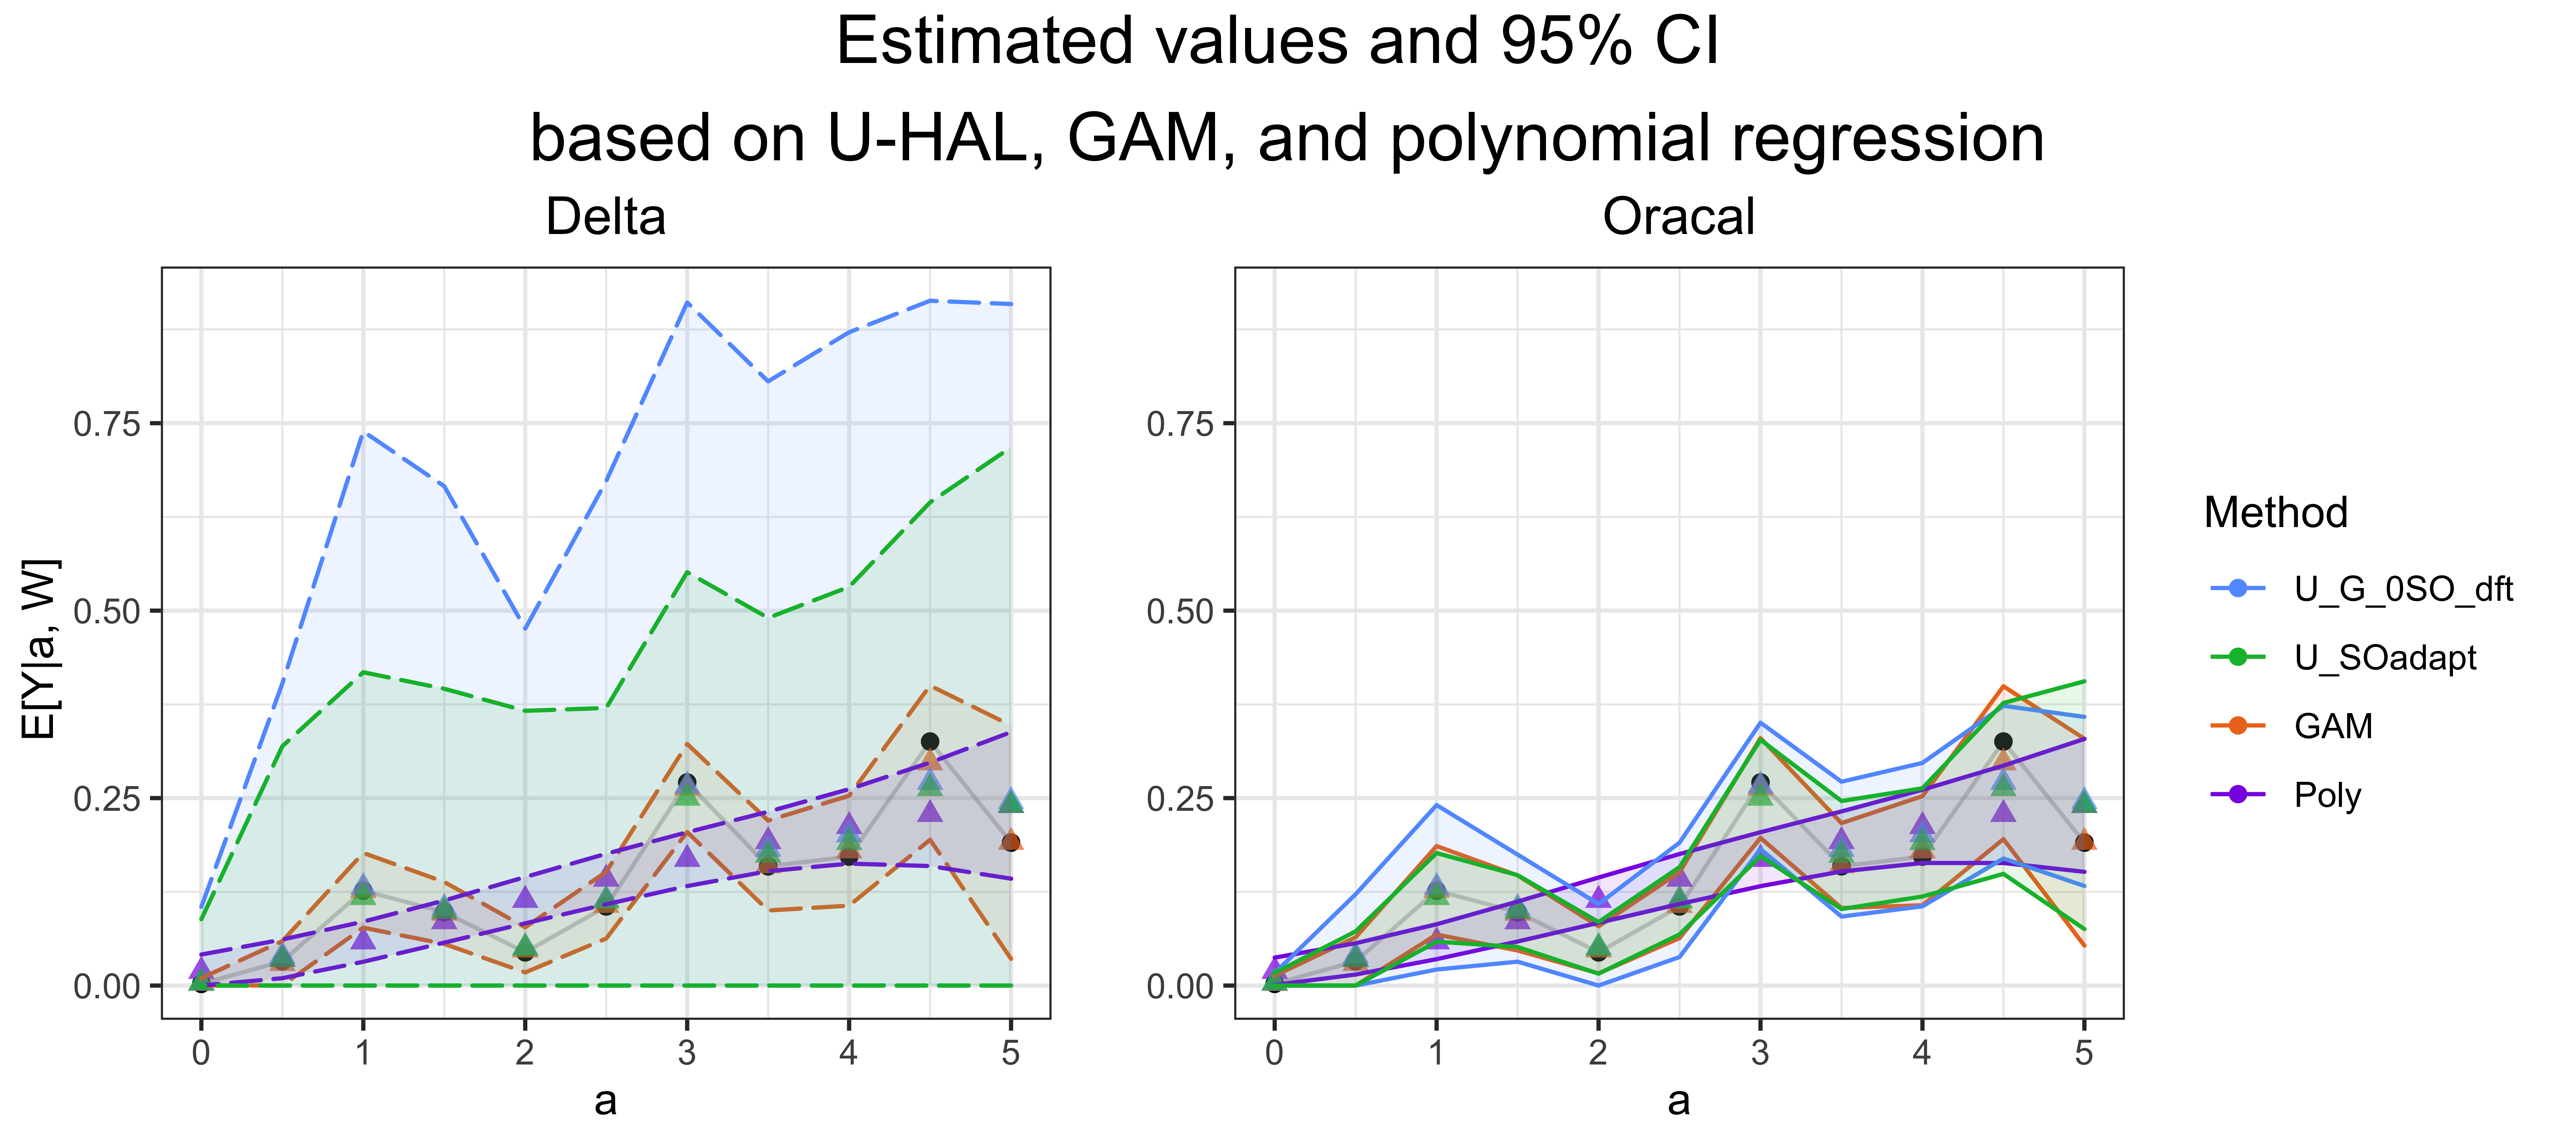 Estimated values and 95% CI
based on U-HAL, GAM, and polynomial regression
Delta
Oracal
E[Y|a, W]
0.75
0.50
0.25
0.00
0 1 2 3 4 5
a
0.75
0.50
0.25
0.00
0 1 2 3 4 5
a
Method
U_G_0SO_dft
U_SOadapt
GAM
Poly